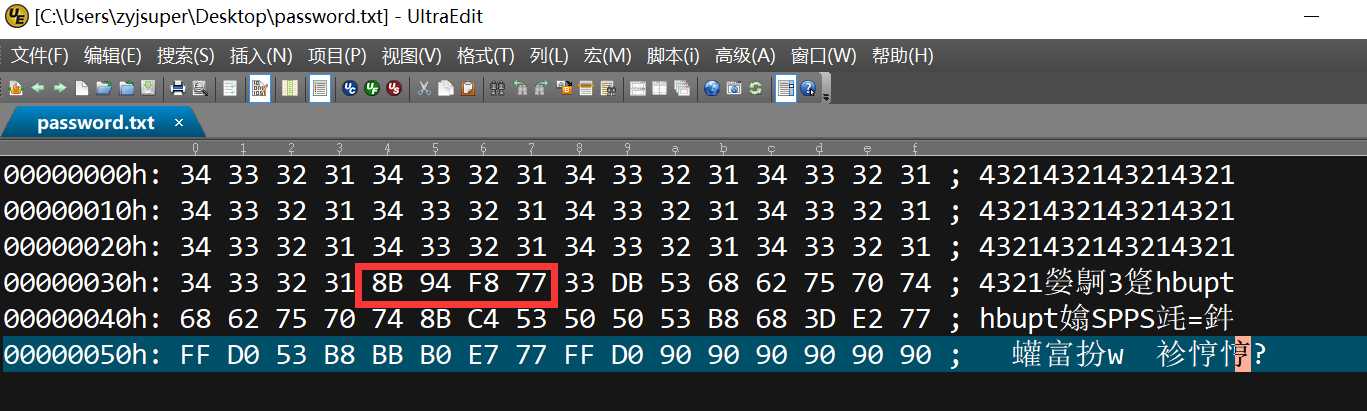 [C:\Users\zyjsuper\Desktop\password.txt] - UltraEdit
文件(F) 编辑(E) 搜索(S) 插入(N) 项目(P) 视图(V) 格式(T) 列(L) 宏(M) 脚本(i) 高级(A) 窗口(W) 帮助(H)
password.txt ×
0 1 2 3 4 5 6 7 8 9 a b c d e f
00000000h: 34 33 32 31 34 33 32 31 34 33 32 31 34 33 32 31 ; 4321432143214321
00000010h: 34 33 32 31 34 33 32 31 34 33 32 31 34 33 32 31 ; 4321432143214321
00000020h: 34 33 32 31 34 33 32 31 34 33 32 31 34 33 32 31 ; 4321432143214321
00000030h: 34 33 32 31 8B 94 F8 77 33 DB 53 68 62 75 70 74 ; 4321嫈鴚3跫hbupt
00000040h: 68 62 75 70 74 8B C4 53 50 50 53 B8 68 3D E2 77 ; hbupt嬆SPPS竓=鈝
00000050h: FF D0 53 B8 BB B0 E7 77 FF D0 90 90 90 90 90 90 ; 蠸富扮w 袗悙悙?